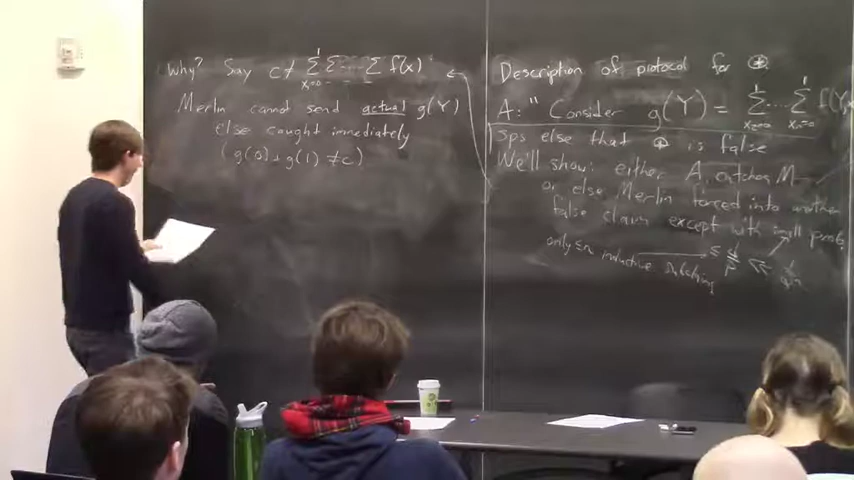 Why? Say c ≠ Σ Σ ··· Σ f(x)
x₁=0
Merlin cannot send actual g(Y)
else caught immediately
(g(0) + g(1) ≠ c)
Description of protocol for ⊛
A: "Consider g(Y) = Σ ··· Σ f(Y,
x₂=0 xₙ=0
Sps else that ⊛ is false
We'll show: either A. catches M
or else Merlin forced into another
false claim except with small prob.
only ≤n inductive
≤ d/p ≪